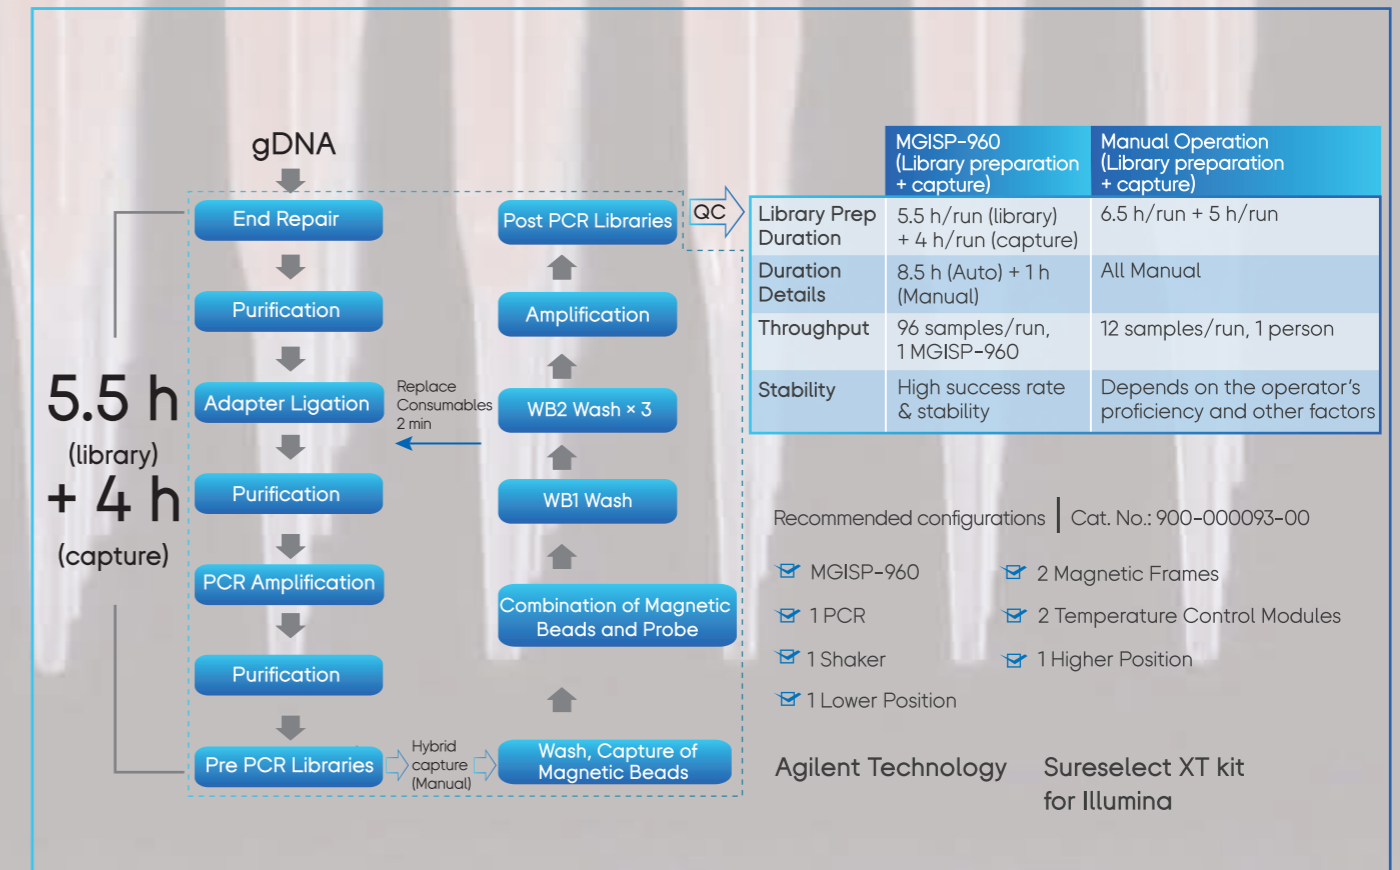 gDNA
End Repair
Purification
Adapter Ligation
Purification
PCR Amplification
Purification
Pre PCR Libraries
5.5 h
(library)
+ 4 h
(capture)
Replace
Consumables
2 min
Hybrid
capture
(Manual)
Post PCR Libraries
Amplification
WB2 Wash × 3
WB1 Wash
Combination of Magnetic
Beads and Probe
Wash, Capture of
Magnetic Beads
QC
MGISP-960
(Library preparation
+ capture)
Manual Operation
(Library preparation
+ capture)
Library Prep
Duration
5.5 h/run (library)
+ 4 h/run (capture)
6.5 h/run + 5 h/run
Duration
Details
8.5 h (Auto) + 1 h
(Manual)
All Manual
Throughput
96 samples/run,
1 MGISP-960
12 samples/run, 1 person
Stability
High success rate
& stability
Depends on the operator's
proficiency and other factors
Recommended configurations | Cat. No.: 900-000093-00
MGISP-960
2 Magnetic Frames
1 PCR
2 Temperature Control Modules
1 Shaker
1 Higher Position
1 Lower Position
Agilent Technology
Sureselect XT kit
for Illumina